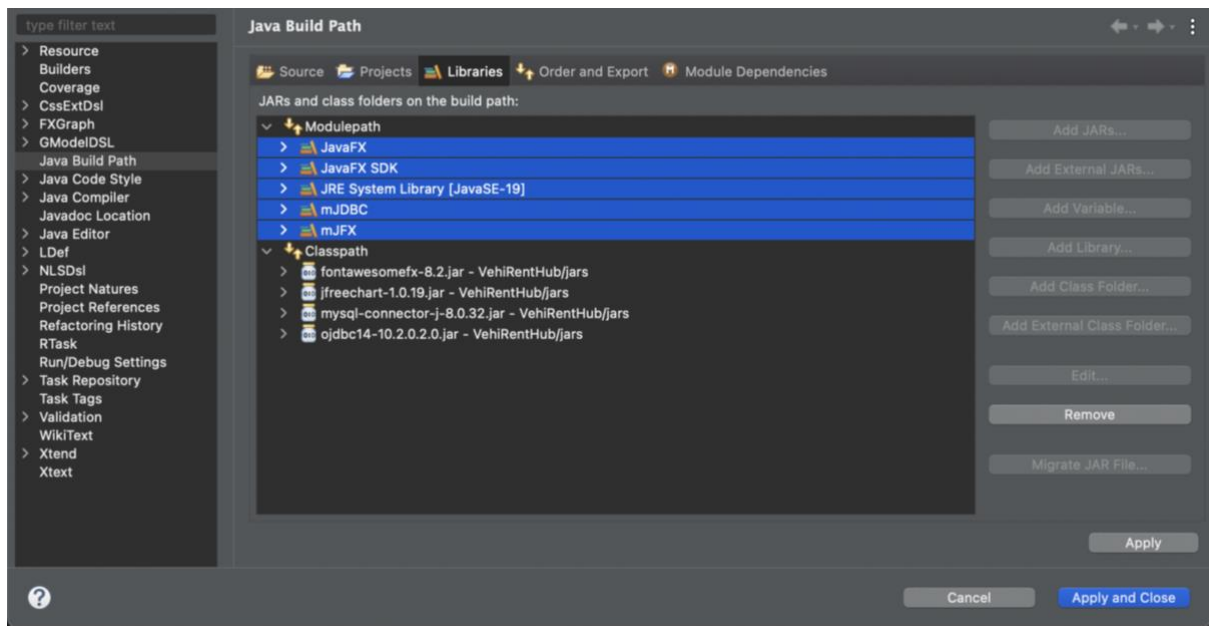 type filter text
Resource
Builders
Coverage
CssExtDsl
FXGraph
GModelDSL
Java Build Path
Java Code Style
Java Compiler
Javadoc Location
Java Editor
LDef
NLSDsl
Project Natures
Project References
Refactoring History
RTask
Run/Debug Settings
Task Repository
Task Tags
Validation
WikiText
Xtend
Xtext
Java Build Path
Source Projects Libraries Order and Export Module Dependencies
JARs and class folders on the build path:
Modulepath
JavaFX
JavaFX SDK
JRE System Library [JavaSE-19]
mJDBC
mJFX
Classpath
fontawesomefx-8.2.jar - VehiRentHub/jars
jfreechart-1.0.19.jar - VehiRentHub/jars
mysql-connector-j-8.0.32.jar - VehiRentHub/jars
ojdbc14-10.2.0.2.0.jar - VehiRentHub/jars
Add JARs...
Add External JARs...
Add Variable...
Add Library...
Add Class Folder...
Add External Class Folder...
Edit...
Remove
Migrate JAR File...
Apply
Cancel
Apply and Close